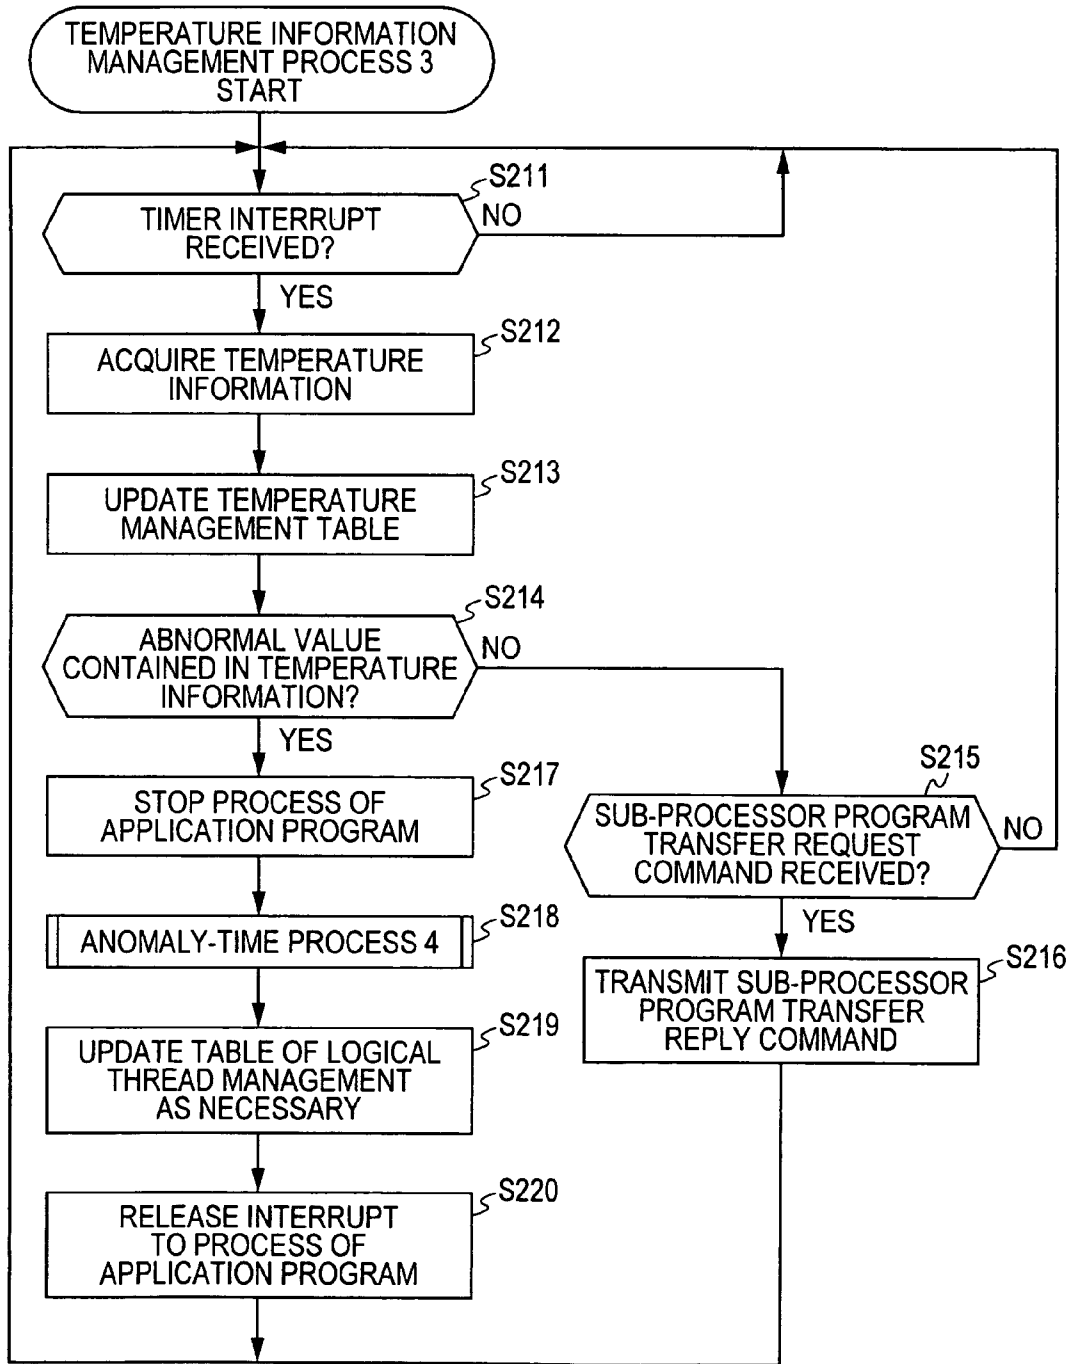 TEMPERATURE INFORMATION
MANAGEMENT PROCESS 3
START
S211
TIMER INTERRUPT
RECEIVED?
NO
YES
S212
ACQUIRE TEMPERATURE
INFORMATION
S213
UPDATE TEMPERATURE
MANAGEMENT TABLE
S214
ABNORMAL VALUE
CONTAINED IN TEMPERATURE
INFORMATION?
NO
YES
S215
SUB-PROCESSOR PROGRAM
TRANSFER REQUEST
COMMAND RECEIVED?
NO
YES
S216
TRANSMIT SUB-PROCESSOR
PROGRAM TRANSFER
REPLY COMMAND
S217
STOP PROCESS OF
APPLICATION PROGRAM
S218
ANOMALY-TIME PROCESS 4
S219
UPDATE TABLE OF LOGICAL
THREAD MANAGEMENT
AS NECESSARY
S220
RELEASE INTERRUPT
TO PROCESS OF
APPLICATION PROGRAM